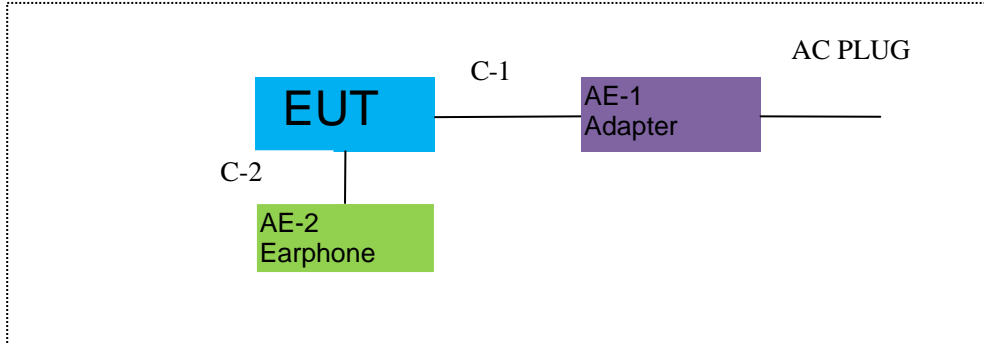 AC PLUG
C-1
EUT
AE-1
Adapter
C-2
AE-2
Earphone